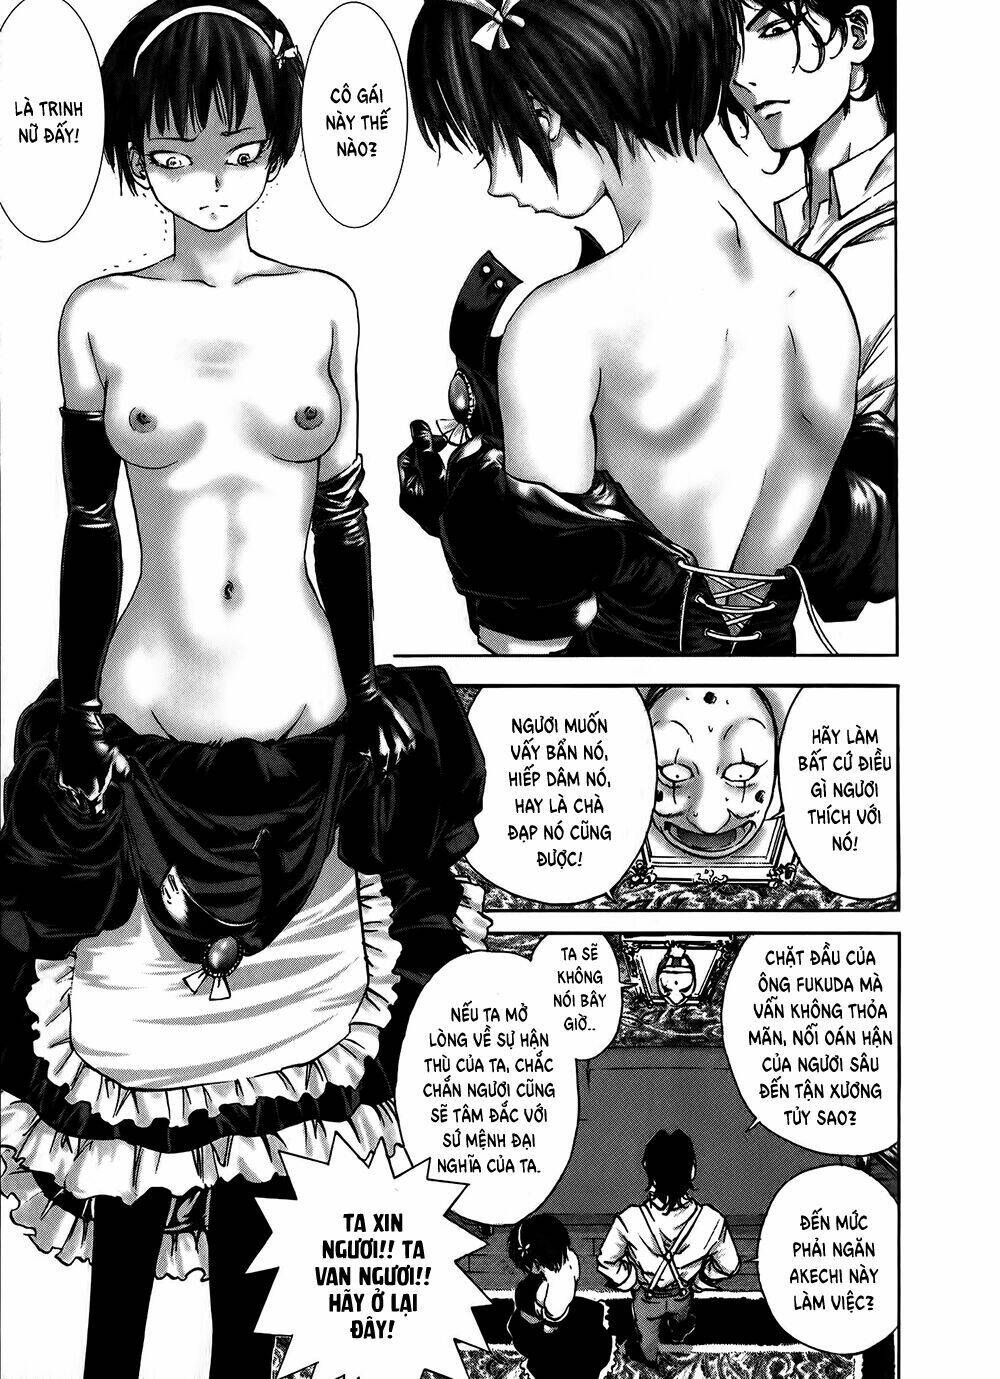 CÔ GÁI
NÀY THẾ
NÀO?
LÀ TRINH
NỮ ĐẤY!
HÃY LÀM
BẤT CỨ ĐIỀU
GÌ NGƯƠI
THÍCH VỚI
NÓ!
NGƯƠI MUỐN
VẤY BẨN NÓ,
HIẾP DÂM NÓ,
HAY LÀ CHÀ
ĐẠP NÓ CŨNG
ĐƯỢC!
CHẶT ĐẦU CỦA
ÔNG FUKUDA MÀ
VẪN KHÔNG THỎA
MÃN, NỖI OÁN HẬN
CỦA NGƯƠI SÂU
ĐẾN TẬN XƯƠNG
TỦY SAO?
ĐẾN MỨC
PHẢI NGĂN
AKECHI NÀY
LÀM VIỆC?
TA SẼ
KHÔNG
NÓI BÂY
GIỜ..
NẾU TA MỞ
LÒNG VỀ SỰ HẬN
THÙ CỦA TA, CHẮC
CHẮN NGƯƠI CŨNG
SẼ TÂM ĐẮC VỚI
SỨ MỆNH ĐẠI
NGHĨA CỦA TA.
TA XIN
NGƯƠI!! TA
VAN NGƯƠI!!
HÃY Ở LẠI
ĐÂY!